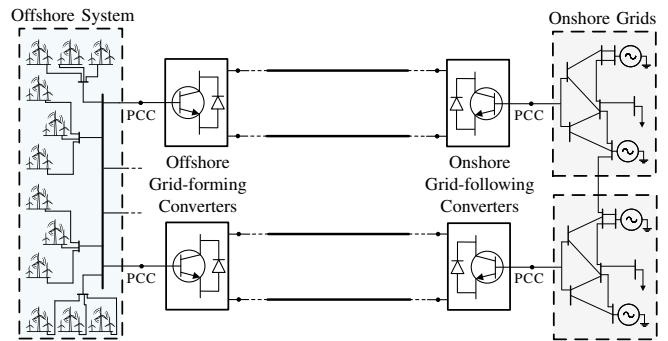 Offshore System
Onshore Grids
PCC
PCC
Offshore
Grid-forming
Converters
Onshore
Grid-following
Converters
PCC
PCC